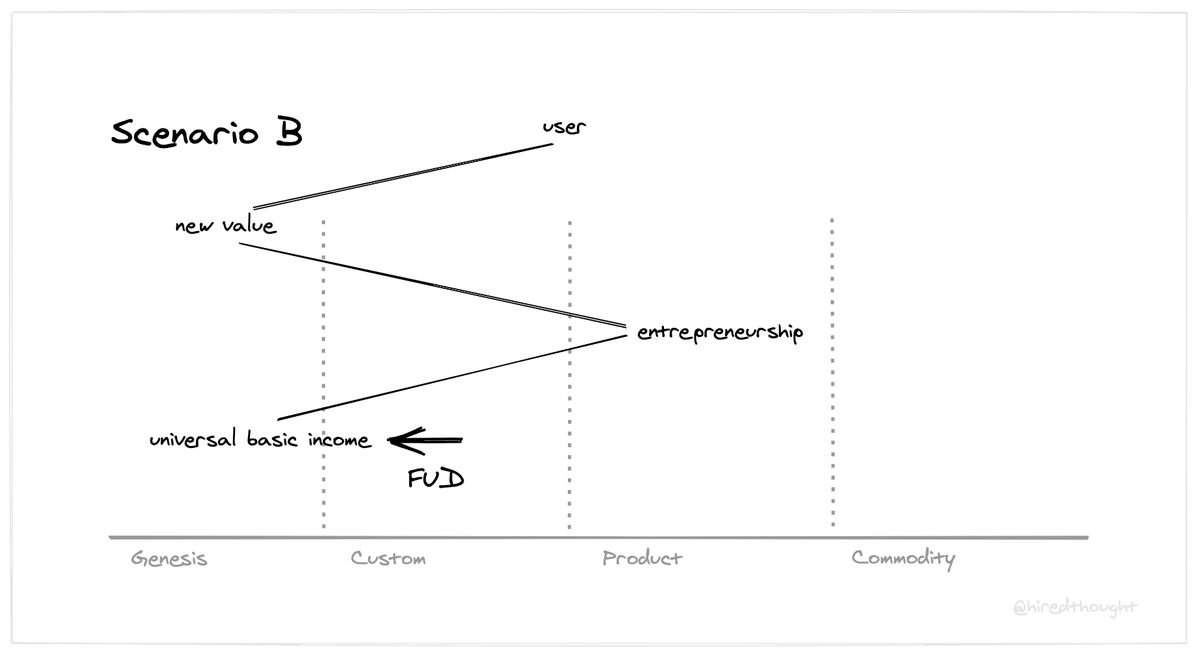 Scenario B
user
new value
entrepreneurship
universal basic income
FUD
Genesis
Custom
Product
Commodity
@hiredthought